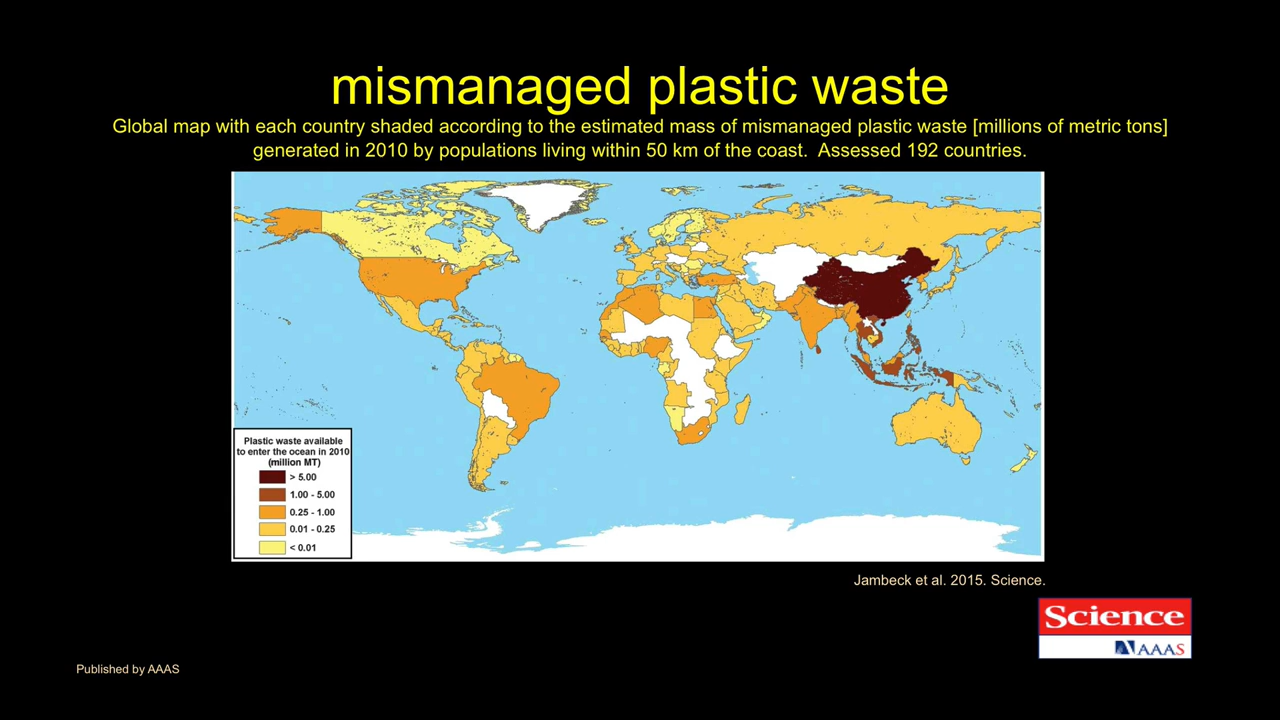 mismanaged plastic waste
Global map with each country shaded according to the estimated mass of mismanaged plastic waste [millions of metric tons]
generated in 2010 by populations living within 50 km of the coast.  Assessed 192 countries.
Plastic waste available
to enter the ocean in 2010
(million MT)
> 5.00
1.00 - 5.00
0.25 - 1.00
0.01 - 0.25
< 0.01
Jambeck et al. 2015. Science.
Science
AAAS
Published by AAAS